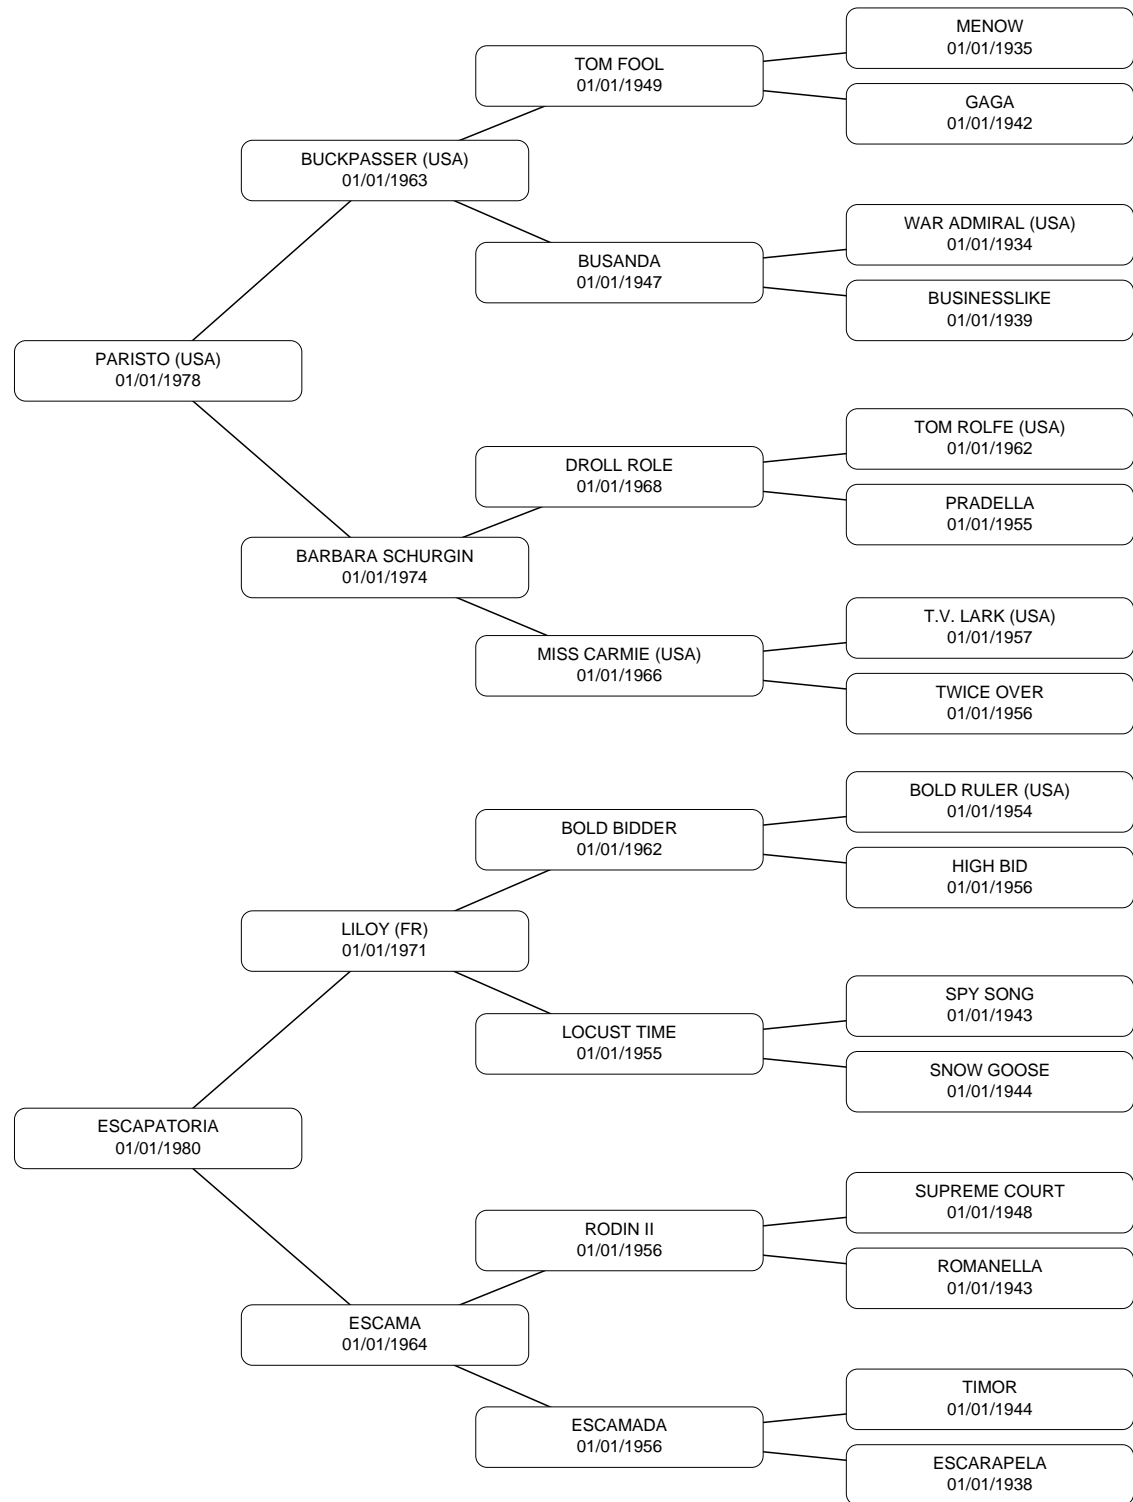 MENOW
01/01/1935
TOM FOOL
01/01/1949
GAGA
01/01/1942
BUCKPASSER (USA)
01/01/1963
WAR ADMIRAL (USA)
01/01/1934
BUSANDA
01/01/1947
BUSINESSLIKE
01/01/1939
PARISTO (USA)
01/01/1978
TOM ROLFE (USA)
01/01/1962
DROLL ROLE
01/01/1968
PRADELLA
01/01/1955
BARBARA SCHURGIN
01/01/1974
T.V. LARK (USA)
01/01/1957
MISS CARMIE (USA)
01/01/1966
TWICE OVER
01/01/1956
BOLD RULER (USA)
01/01/1954
BOLD BIDDER
01/01/1962
HIGH BID
01/01/1956
LILOY (FR)
01/01/1971
SPY SONG
01/01/1943
LOCUST TIME
01/01/1955
SNOW GOOSE
01/01/1944
ESCAPATORIA
01/01/1980
SUPREME COURT
01/01/1948
RODIN II
01/01/1956
ROMANELLA
01/01/1943
ESCAMA
01/01/1964
TIMOR
01/01/1944
ESCAMADA
01/01/1956
ESCARAPELA
01/01/1938